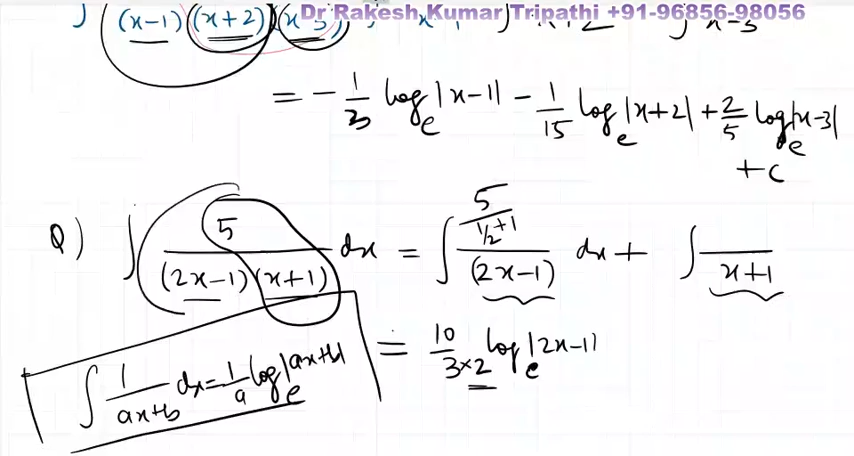 Dr Rakesh Kumar Tripathi +91-96856-98056
∫ (x-1)(x+2)(x-3)
= - 1/3 log_e|x-1| - 1/15 log_e|x+2| + 2/5 log_e|x-3|
+ c
Q) ∫ 5/((2x-1)(x+1)) dx = ∫ (5/(1/2+1))/(2x-1) dx + ∫ /(x+1)
= 10/(3×2) log_e|2x-1|
∫ 1/(ax+b) dx = 1/a log_e|ax+b|